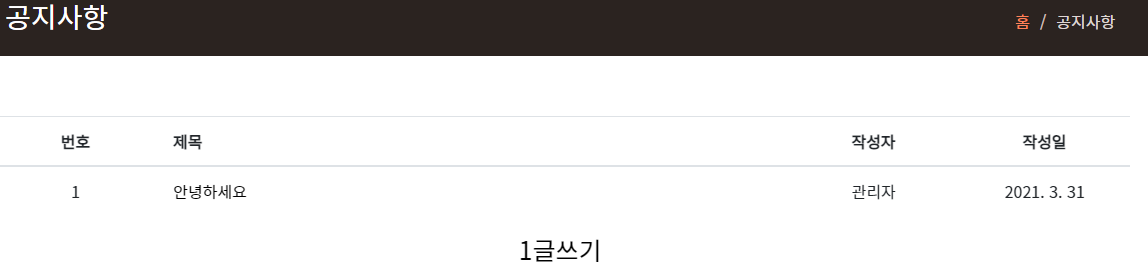 공지사항
홈 / 공지사항
번호 제목 작성자 작성일
1 안녕하세요 관리자 2021. 3. 31
1글쓰기